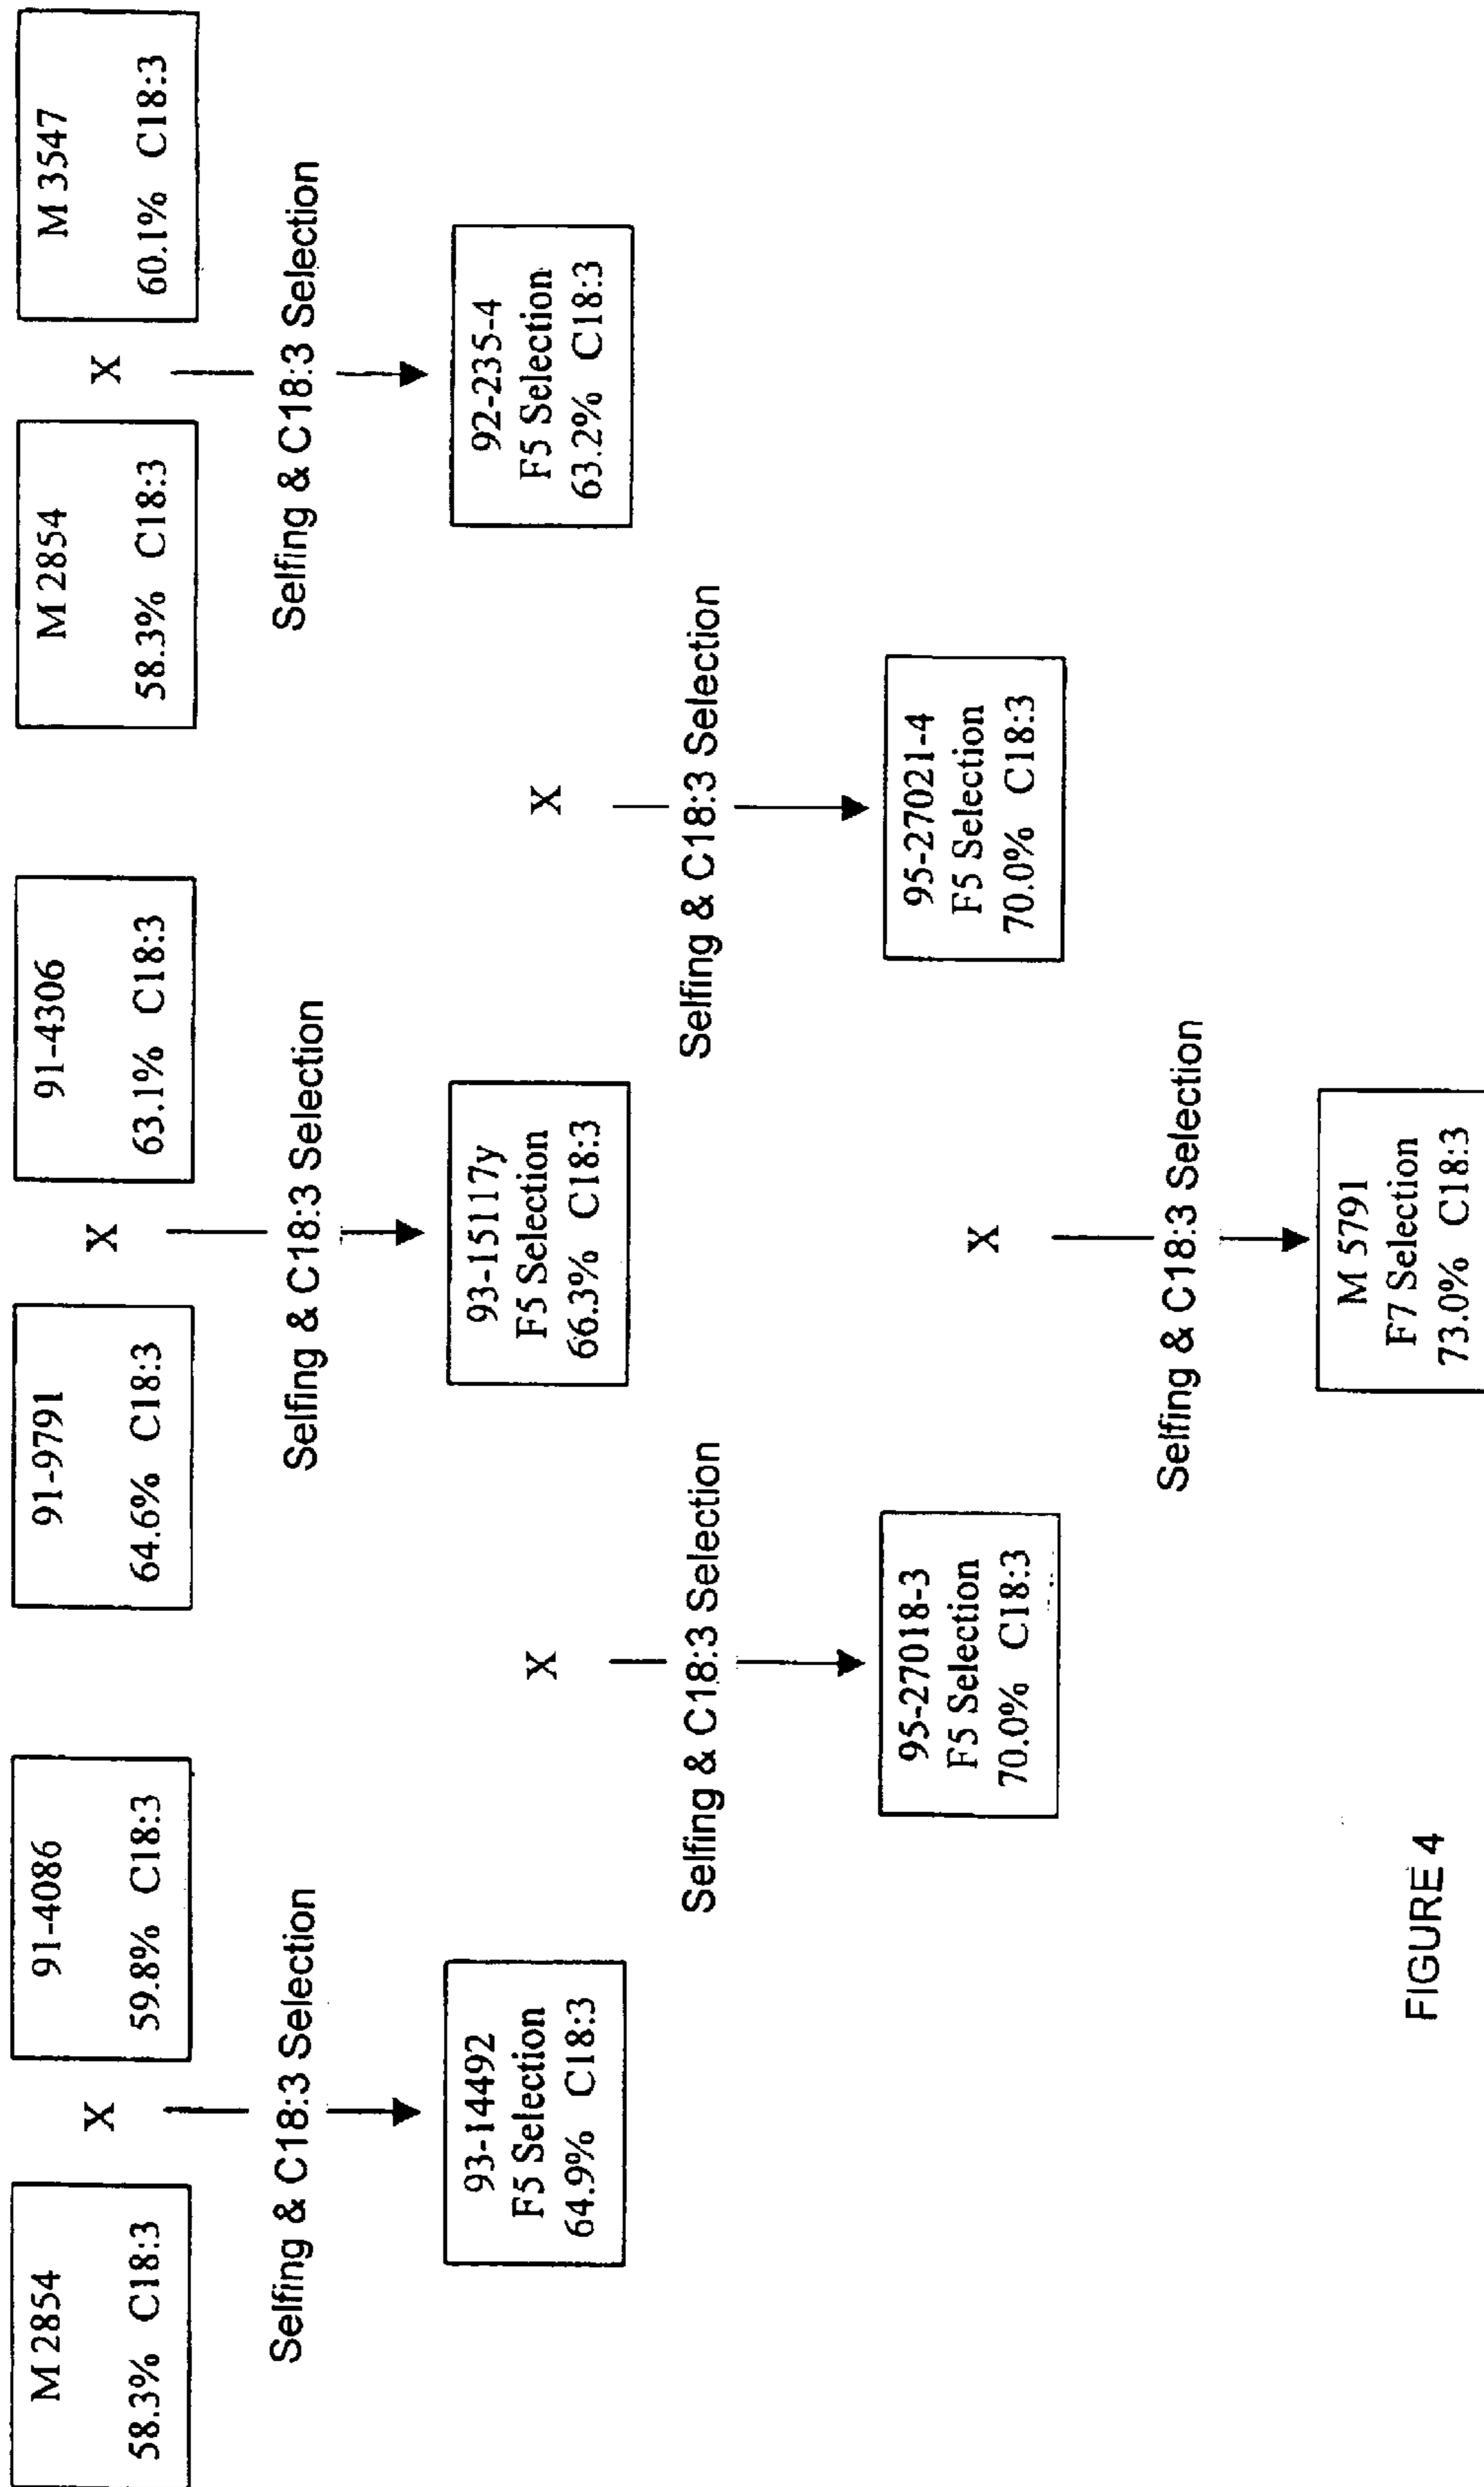 M 2854
58.3% C18:3
X
91-4086
59.8% C18:3
91-9791
64.6% C18:3
X
91-4306
63.1% C18:3
M 2854
58.3% C18:3
X
M 3547
60.1% C18:3
Selfing & C18:3 Selection
Selfing & C18:3 Selection
Selfing & C18:3 Selection
93-14492
F5 Selection
64.9% C18:3
X
93-15117y
F5 Selection
66.3% C18:3
X
92-235-4
F5 Selection
63.2% C18:3
Selfing & C18:3 Selection
Selfing & C18:3 Selection
95-27018-3
F5 Selection
70.0% C18:3
X
95-27021-4
F5 Selection
70.0% C18:3
Selfing & C18:3 Selection
M 5791
F7 Selection
73.0% C18:3
FIGURE 4